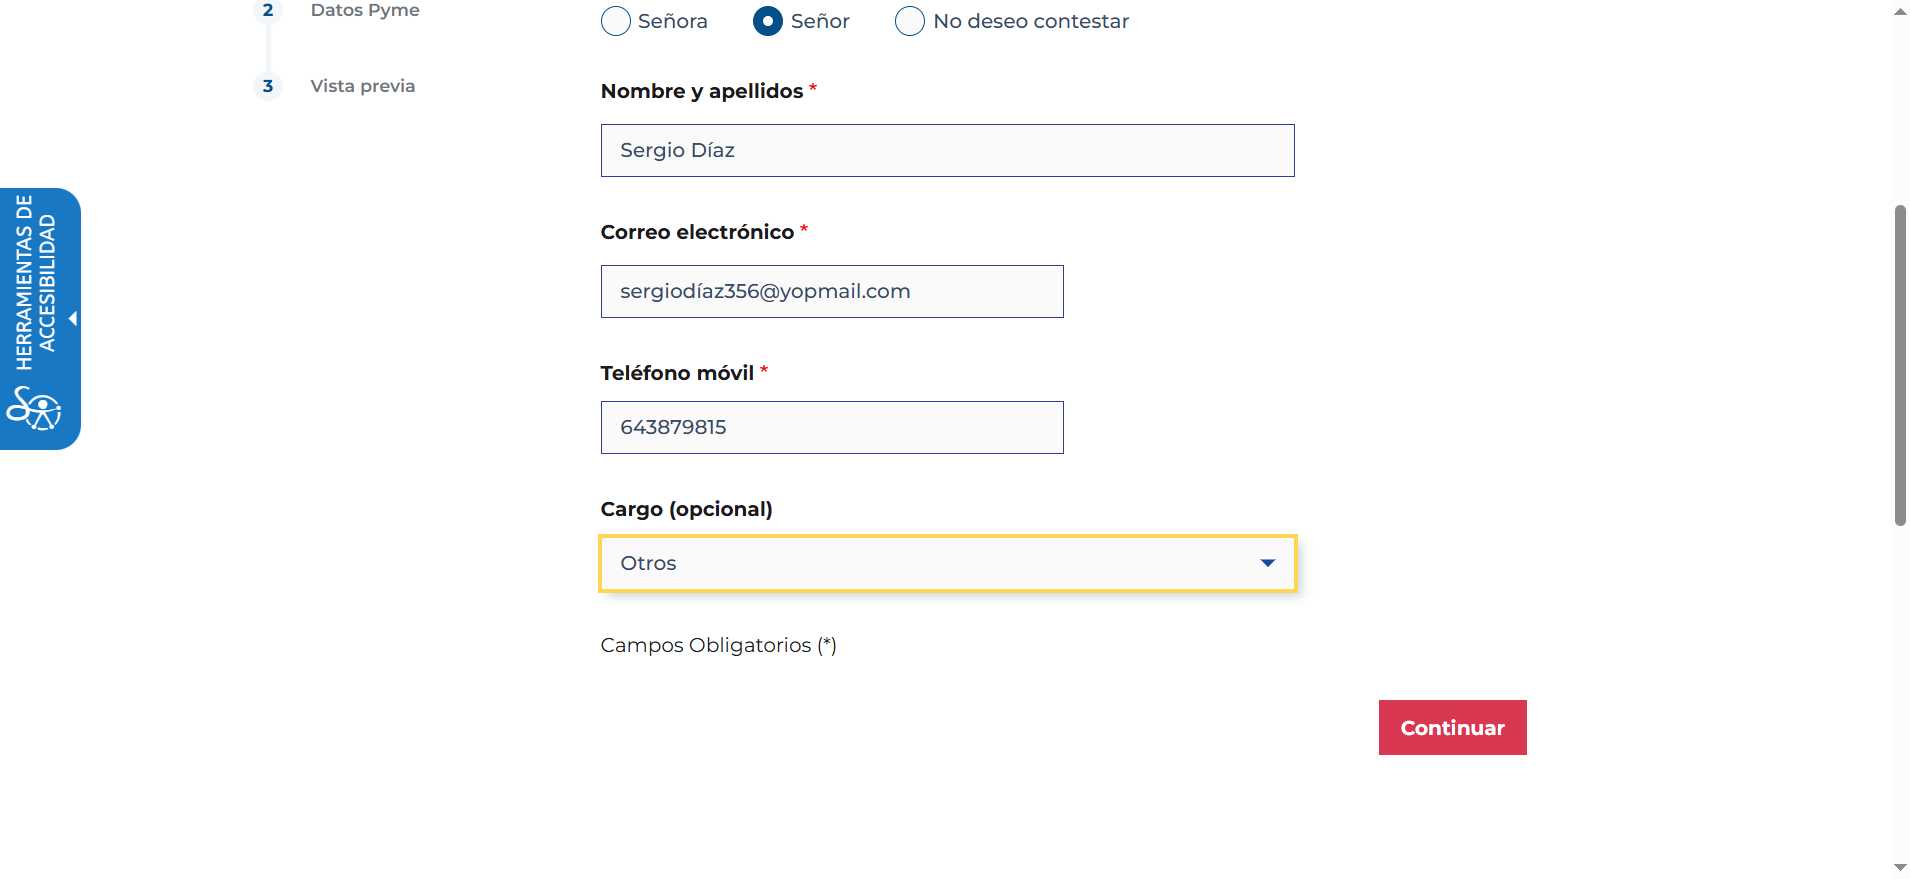 2 Datos Pyme
3 Vista previa
Señora Señor No deseo contestar
Nombre y apellidos *
Sergio Díaz
Correo electrónico *
sergiodíaz356@yopmail.com
Teléfono móvil *
643879815
Cargo (opcional)
Otros
Campos Obligatorios (*)
Continuar
HERRAMIENTAS DE
ACCESIBILIDAD